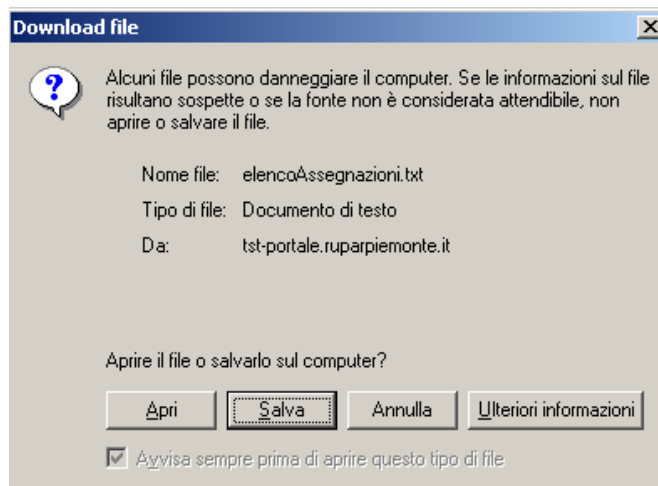 Download file
Alcuni file possono danneggiare il computer. Se le informazioni sul file
risultano sospette o se la fonte non è considerata attendibile, non
aprire o salvare il file.
Nome file: elencoAssegnazioni.txt
Tipo di file: Documento di testo
Da: tst-portale.ruparpiemonte.it
Aprire il file o salvarlo sul computer?
Apri Salva Annulla Ulteriori informazioni
Avvisa sempre prima di aprire questo tipo di file